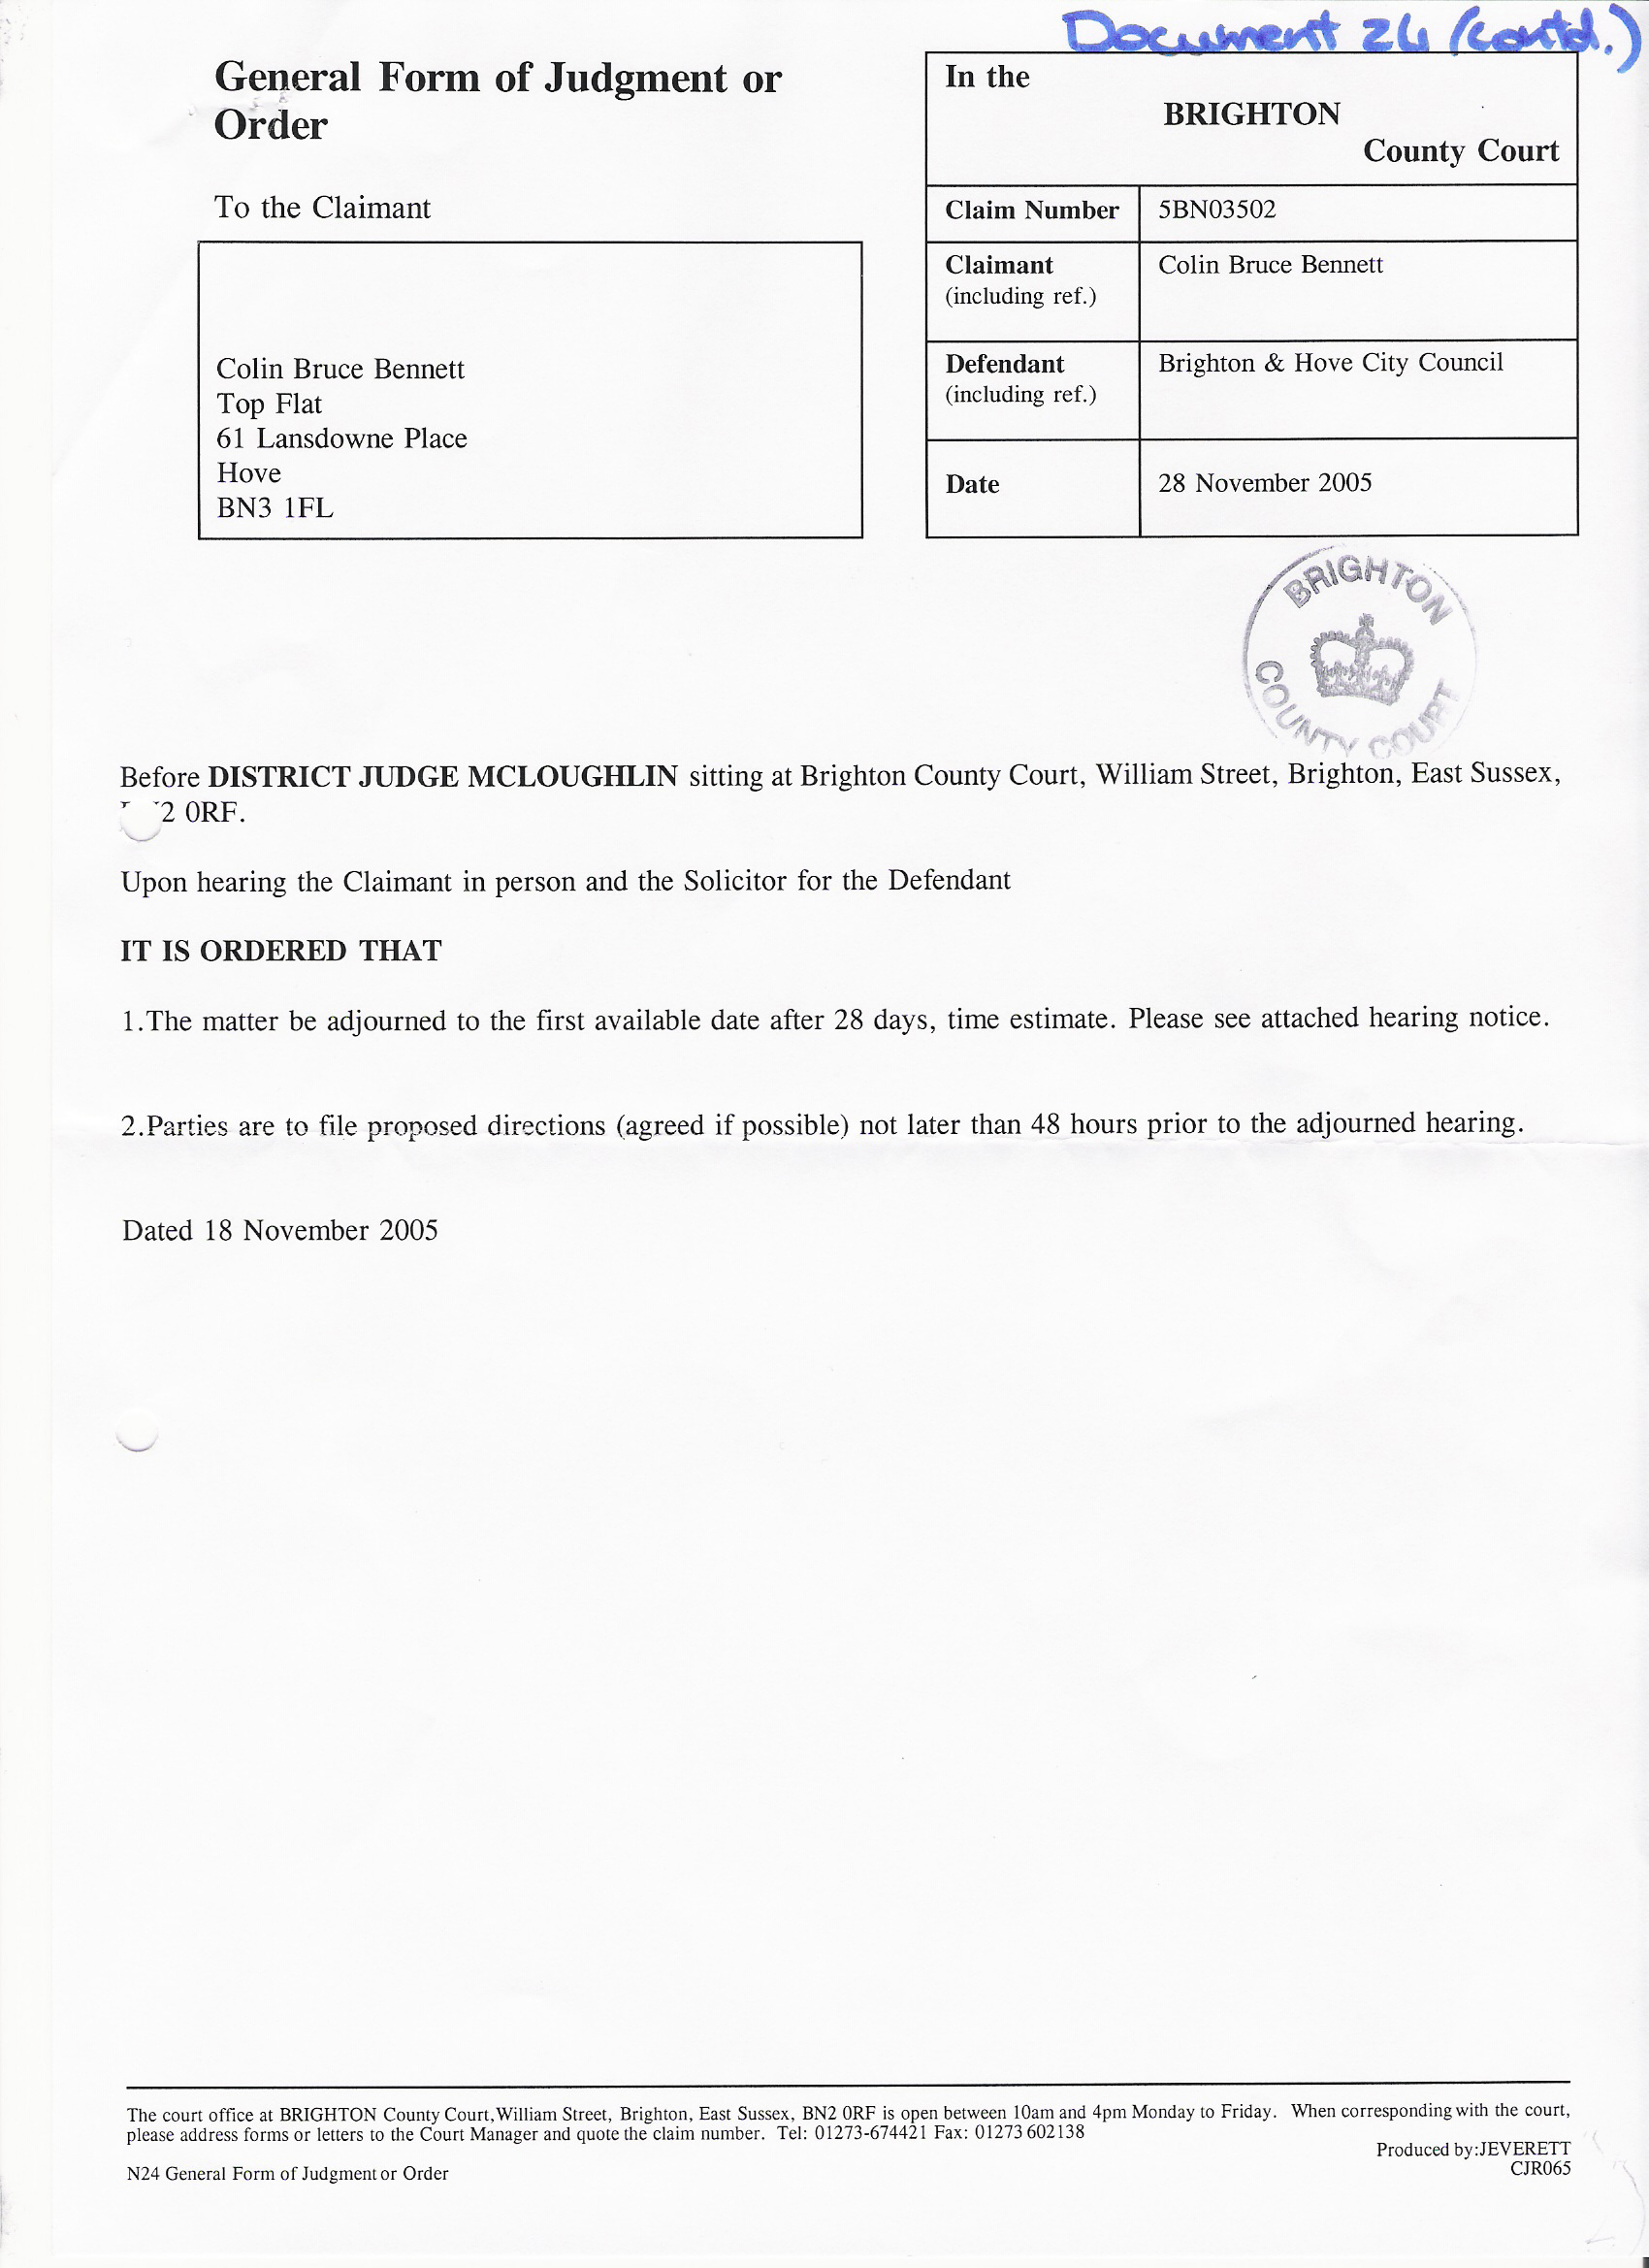 Document 24 (contd.)
General Form of Judgment or
Order
To the Claimant
Colin Bruce Bennett
Top Flat
61 Lansdowne Place
Hove
BN3 1FL
In the
BRIGHTON
County Court
Claim Number 5BN03502
Claimant Colin Bruce Bennett
(including ref.)
Defendant Brighton & Hove City Council
(including ref.)
Date 28 November 2005
BRIGHTON
COUNTY COURT
Before DISTRICT JUDGE MCLOUGHLIN sitting at Brighton County Court, William Street, Brighton, East Sussex,
2 0RF.
Upon hearing the Claimant in person and the Solicitor for the Defendant
IT IS ORDERED THAT
1.The matter be adjourned to the first available date after 28 days, time estimate. Please see attached hearing notice.
2.Parties are to file proposed directions (agreed if possible) not later than 48 hours prior to the adjourned hearing.
Dated 18 November 2005
The court office at BRIGHTON County Court,William Street, Brighton, East Sussex, BN2 0RF is open between 10am and 4pm Monday to Friday. When corresponding with the court,
please address forms or letters to the Court Manager and quote the claim number. Tel: 01273-674421 Fax: 01273 602138
Produced by:JEVERETT
N24 General Form of Judgment or Order
CJR065